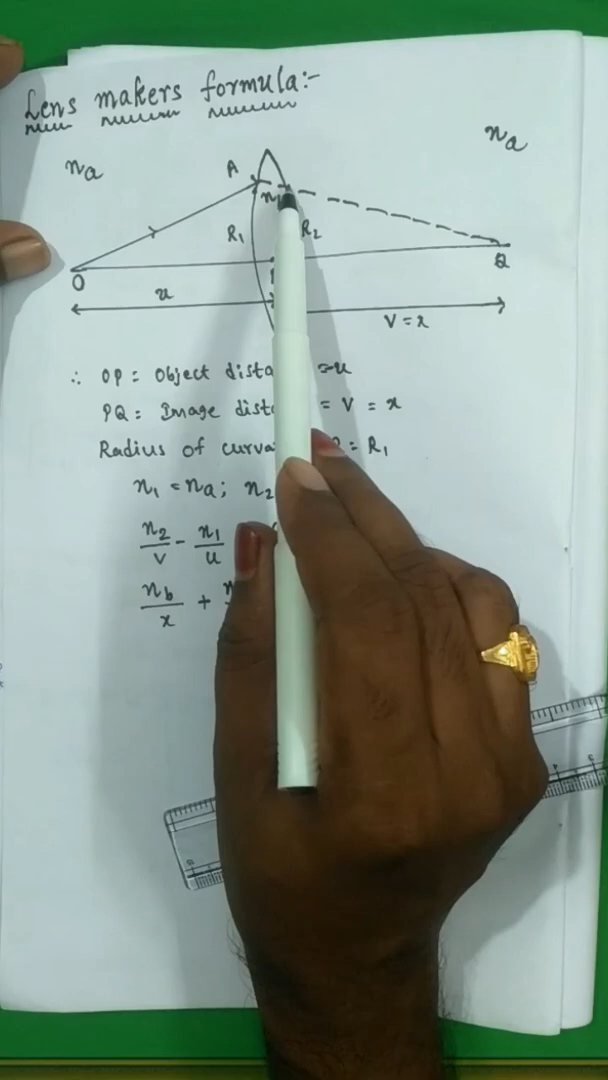 Lens makers formula:-
na
na
A
n
R1
R2
O
Q
u
V = x
∴ OP = Object dista = u
PQ = Image dist = V = x
Radius of curva = R1
n1 = na; n2
n2/v - n1/u
nb/x +